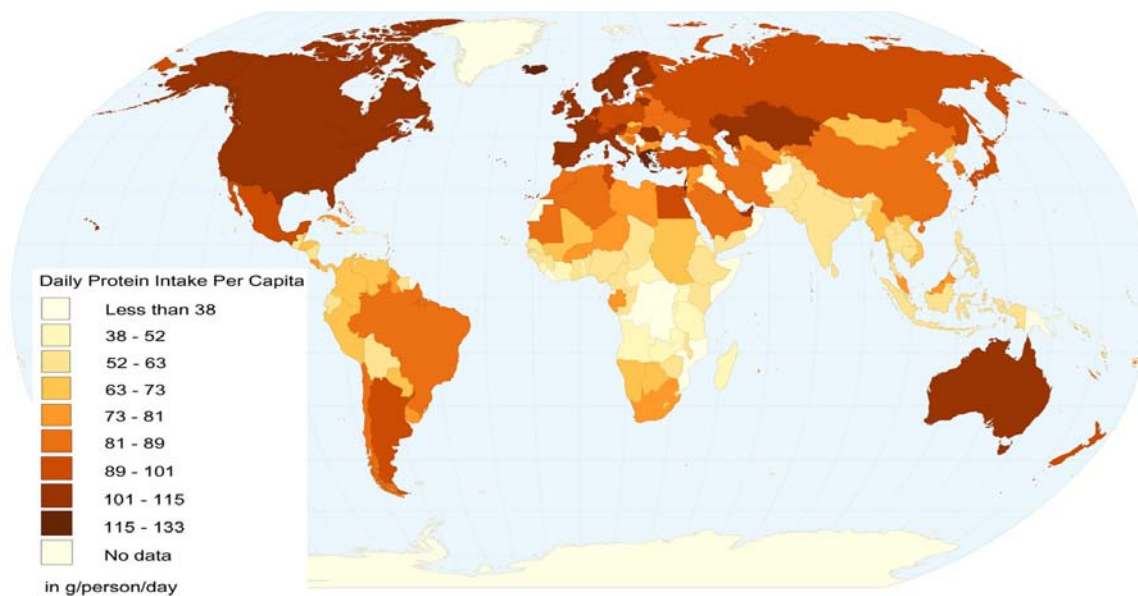 Daily Protein Intake Per Capita
Less than 38
38 - 52
52 - 63
63 - 73
73 - 81
81 - 89
89 - 101
101 - 115
115 - 133
No data
in g/person/day